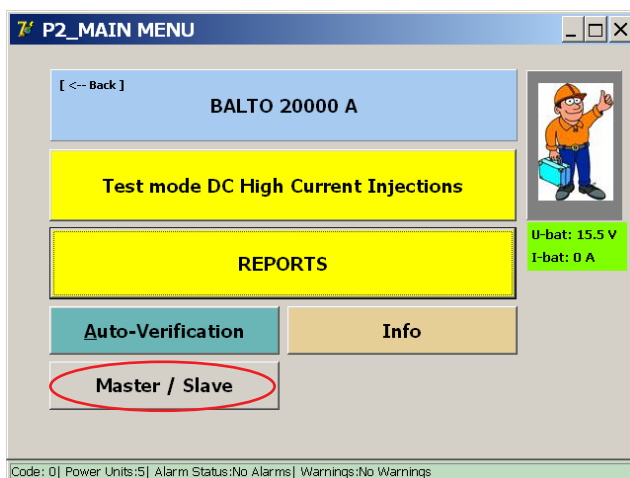 P2_MAIN MENU
[ <-- Back ]
BALTO 20000 A
Test mode DC High Current Injections
REPORTS
U-bat: 15.5 V
I-bat: 0 A
Auto-Verification
Info
Master / Slave
Code: 0| Power Units:5| Alarm Status:No Alarms| Warnings:No Warnings